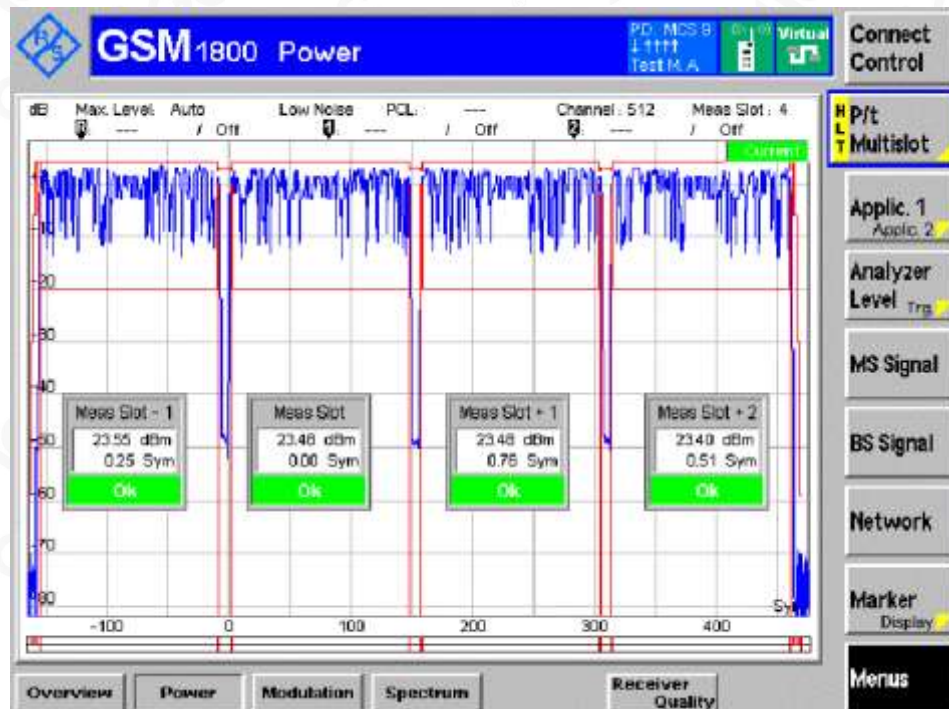 GSM 1800 Power
PD: MCS 9
Test M. A.
Virtual
Connect
Control
dB Max. Level: Auto Low Noise PCL: --- Channel: 512 Meas Slot: 4
--- / Off --- / Off 2 --- / Off
Current
H L T
P/t
Multislot
Applic. 1
Applic. 2
Analyzer
Level Trg.
MS Signal
BS Signal
Network
Marker
Display
Menus
-10
-20
-30
-40
-60
-70
Meas Slot - 1
23.55 dBm
0.25 Sym
Ok
Meas Slot
23.48 dBm
0.00 Sym
Ok
Meas Slot + 1
23.48 dBm
0.76 Sym
Ok
Meas Slot + 2
23.40 dBm
0.51 Sym
Ok
-100 0 100 200 300 400
Overview Power Modulation Spectrum Receiver
Quality